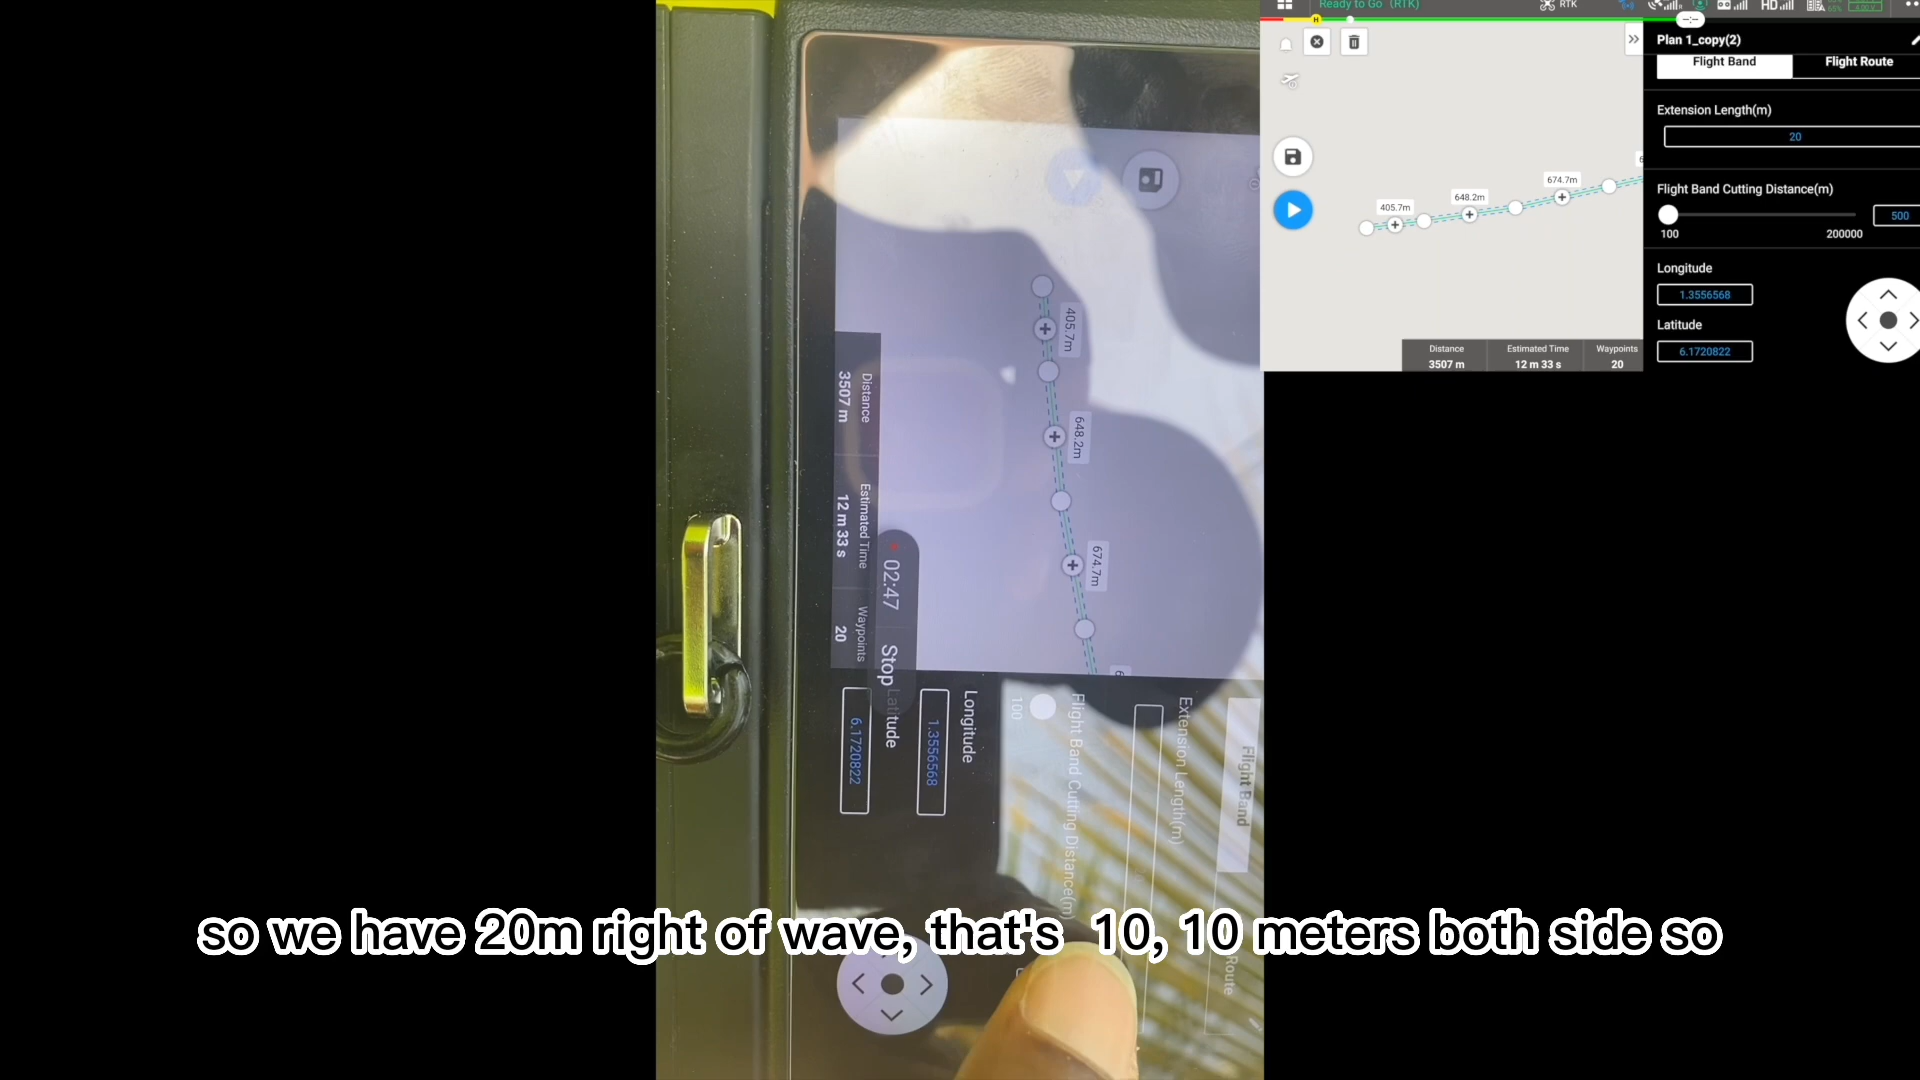 Ready to Go (RTK)
RTK
HD
H
Plan 1_copy(2)
Flight Band
Flight Route
Extension Length(m)
20
Flight Band Cutting Distance(m)
500
100
200000
Longitude
1.3556568
Latitude
6.1720822
405.7m
648.2m
674.7m
6
Distance
3507 m
Estimated Time
12 m 33 s
Waypoints
20
405.7m
648.2m
674.7m
Distance
3507 m
Estimated Time
12 m 33 s
Waypoints
20
02:47
Stop
Flight Band
Route
Extension Length(m)
Flight Band Cutting Distance(m)
100
Longitude
1.3556568
Latitude
6.1720822
so we have 20m right of wave, that's 10, 10 meters both side so